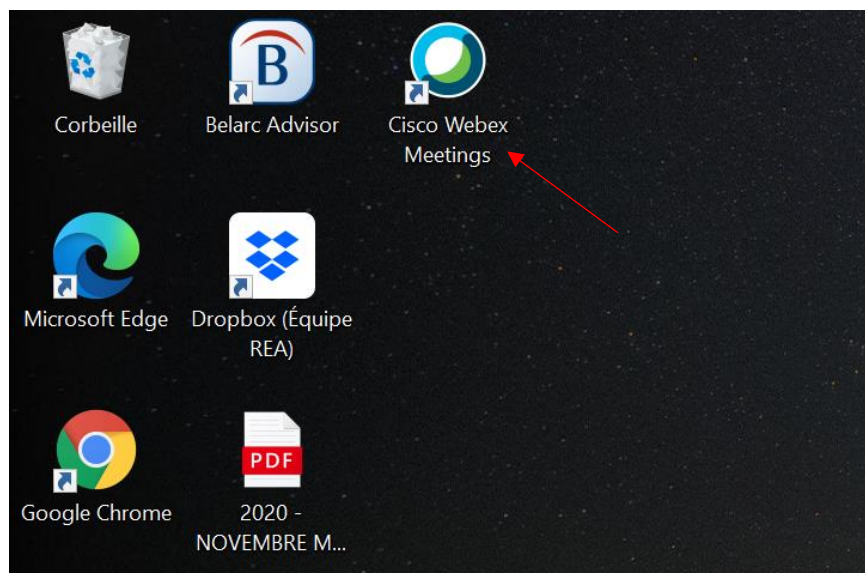 Corbeille
Belarc Advisor
Cisco Webex
Meetings
Microsoft Edge
Dropbox (Équipe
REA)
Google Chrome
PDF
2020 -
NOVEMBRE M...